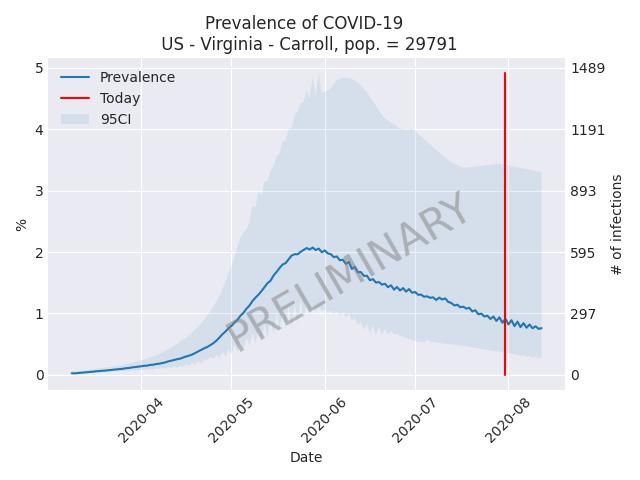 Prevalence of COVID-19
US - Virginia - Carroll, pop. = 29791
Prevalence
Today
95CI
5
4
3
2
1
0
%
1489
1191
893
595
297
0
# of infections
PRELIMINARY
2020-04
2020-05
2020-06
2020-07
2020-08
Date